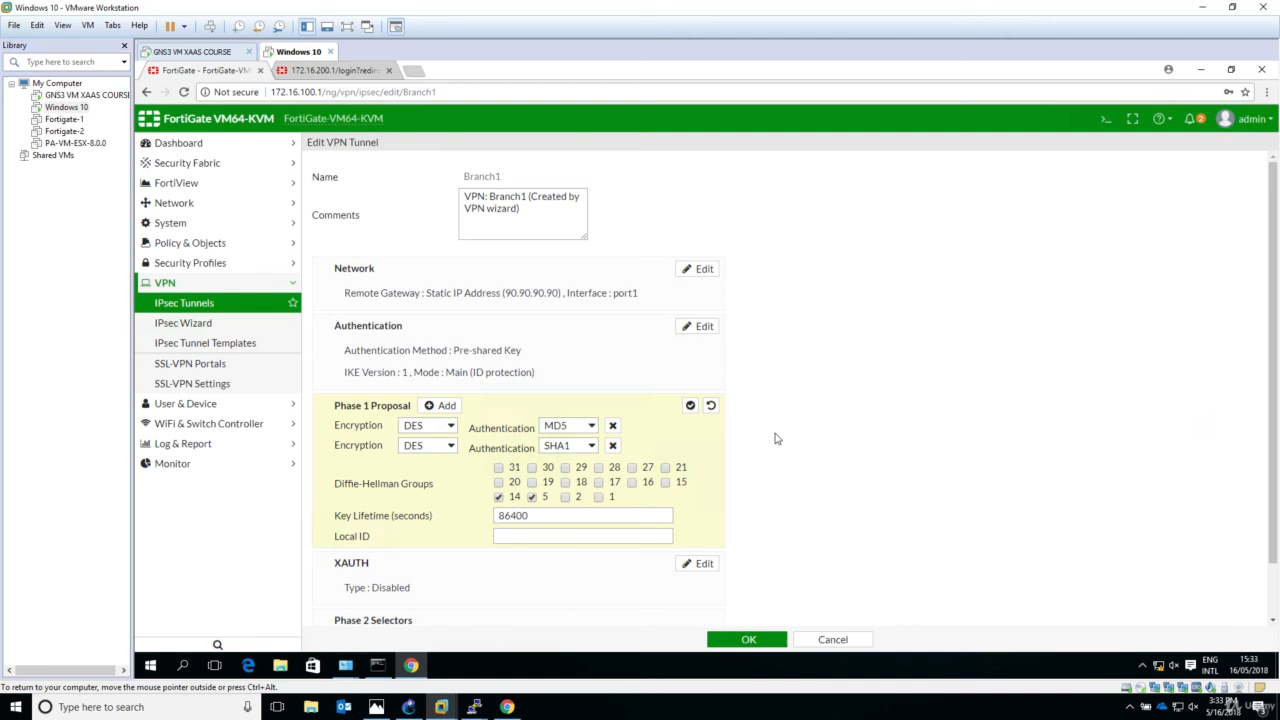 Windows 10 - VMware Workstation
File Edit View VM Tabs Help
Library
Type here to search
My Computer
GNS3 VM XAAS COURSE
Windows 10
Fortigate-1
Fortigate-2
PA-VM-ESX-8.0.0
Shared VMs
GNS3 VM XAAS COURSE
Windows 10
FortiGate - FortiGate-VM
172.16.200.1/login?redir
Not secure 172.16.100.1/ng/vpn/ipsec/edit/Branch1
FortiGate VM64-KVM FortiGate-VM64-KVM
2 admin
Dashboard
Security Fabric
FortiView
Network
System
Policy & Objects
Security Profiles
VPN
IPsec Tunnels
IPsec Wizard
IPsec Tunnel Templates
SSL-VPN Portals
SSL-VPN Settings
User & Device
WiFi & Switch Controller
Log & Report
Monitor
Edit VPN Tunnel
Name Branch1
Comments
VPN: Branch1 (Created by
VPN wizard)
Network Edit
Remote Gateway : Static IP Address (90.90.90.90) , Interface : port1
Authentication Edit
Authentication Method : Pre-shared Key
IKE Version : 1 , Mode : Main (ID protection)
Phase 1 Proposal Add
Encryption DES Authentication MD5
Encryption DES Authentication SHA1
Diffie-Hellman Groups
31 30 29 28 27 21
20 19 18 17 16 15
14 5 2 1
Key Lifetime (seconds) 86400
Local ID
XAUTH Edit
Type : Disabled
Phase 2 Selectors
OK Cancel
ENG
INTL
15:33
16/05/2018
To return to your computer, move the mouse pointer outside or press Ctrl+Alt.
Type here to search
3:33 PM
5/16/2018
Udemy